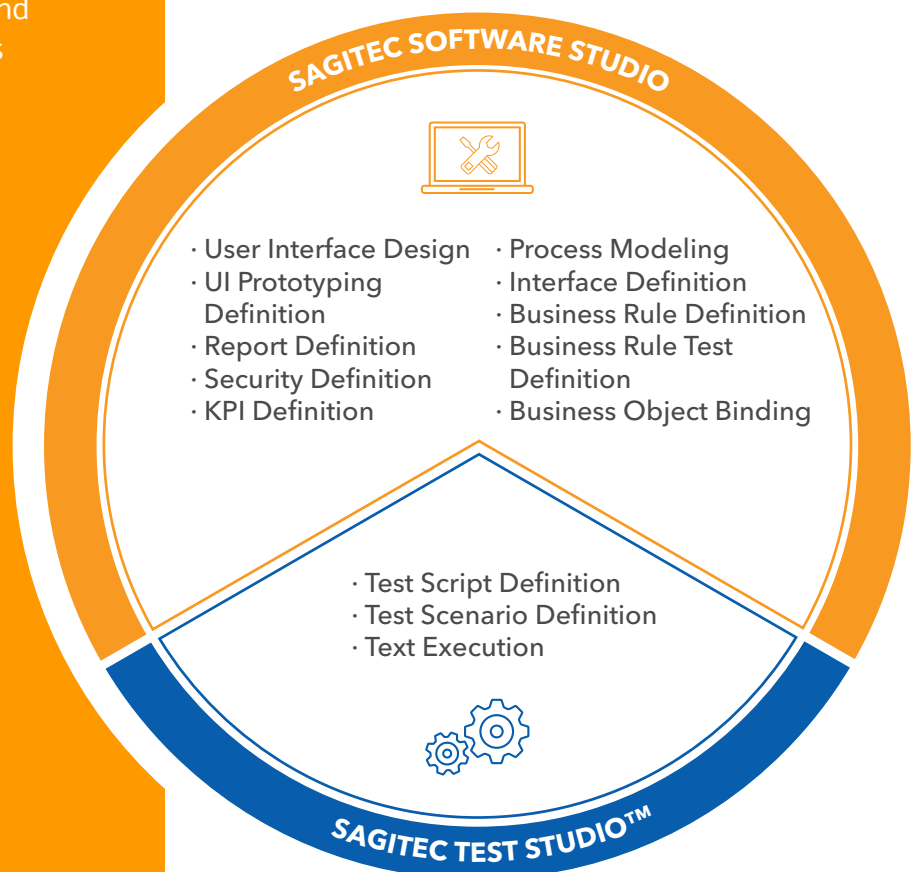 nd
s
SAGITEC SOFTWARE STUDIO
· User Interface Design
· UI Prototyping
Definition
· Report Definition
· Security Definition
· KPI Definition
· Process Modeling
· Interface Definition
· Business Rule Definition
· Business Rule Test
Definition
· Business Object Binding
· Test Script Definition
· Test Scenario Definition
· Text Execution
SAGITEC TEST STUDIO™